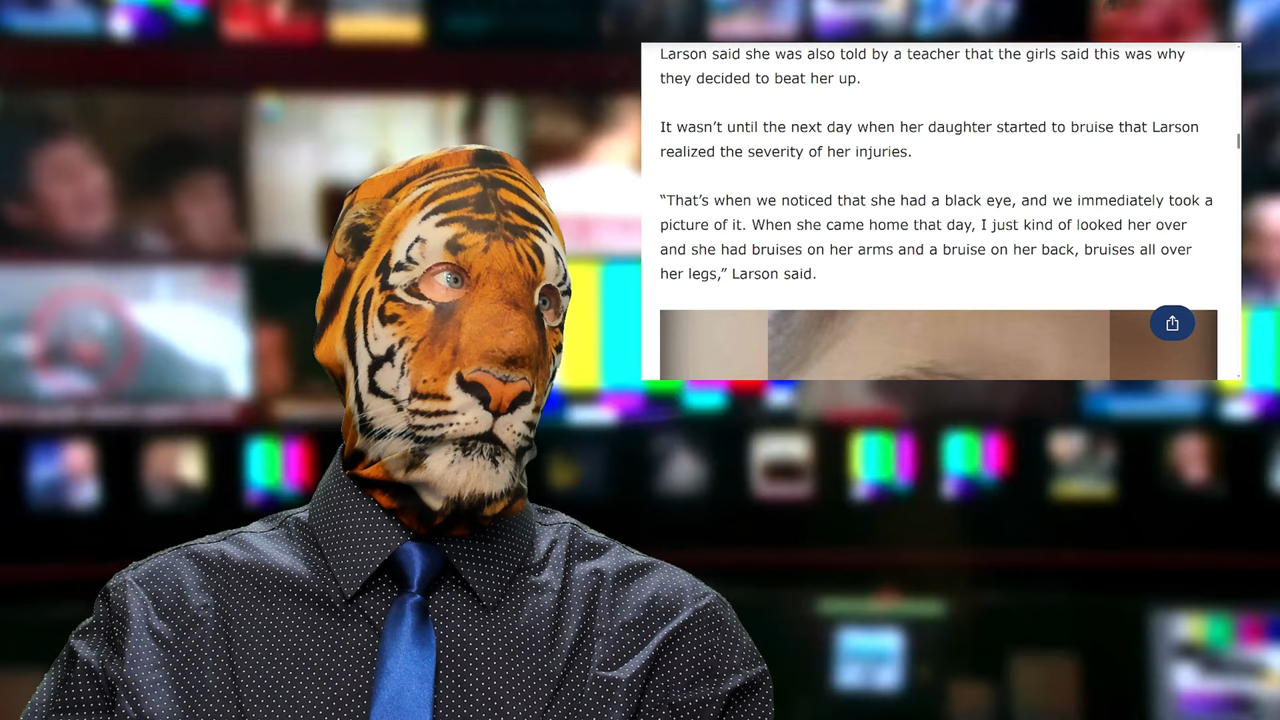 Larson said she was also told by a teacher that the girls said this was why
they decided to beat her up.
It wasn’t until the next day when her daughter started to bruise that Larson
realized the severity of her injuries.
“That’s when we noticed that she had a black eye, and we immediately took a
picture of it. When she came home that day, I just kind of looked her over
and she had bruises on her arms and a bruise on her back, bruises all over
her legs,” Larson said.